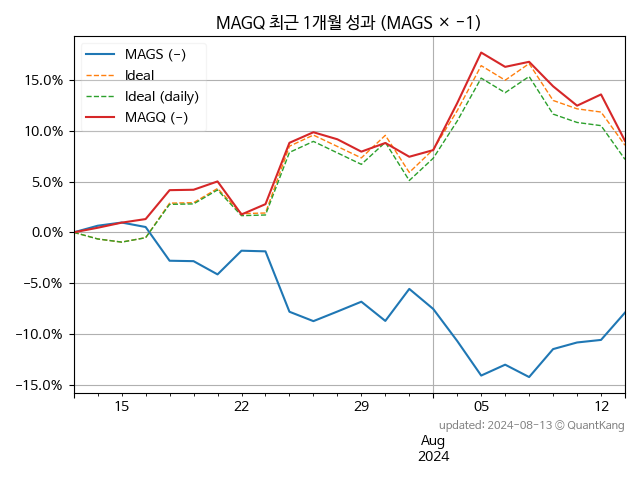 MAGQ 최근 1개월 성과 (MAGS × −1)
MAGS (-)
Ideal
Ideal (daily)
MAGQ (-)
15.0%
10.0%
5.0%
0.0%
−5.0%
−10.0%
−15.0%
15
22
29
05
12
Aug
2024
updated: 2024-08-13 © QuantKang